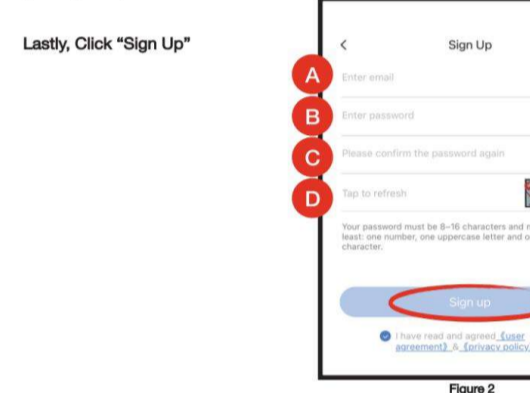 Lastly, Click “Sign Up”
Sign Up
A
Enter email
B
Enter password
C
Please confirm the password again
D
Tap to refresh
Your password must be 8–16 characters and
least: one number, one uppercase letter and
character.
Sign up
I have read and agreed 《user
agreement》 & 《privacy policy
Figure 2